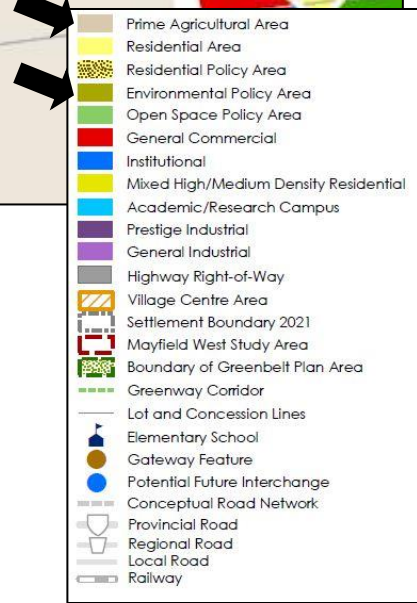 Prime Agricultural Area
Residential Area
Residential Policy Area
Environmental Policy Area
Open Space Policy Area
General Commercial
Institutional
Mixed High/Medium Density Residential
Academic/Research Campus
Prestige Industrial
General Industrial
Highway Right-of-Way
Village Centre Area
Settlement Boundary 2021
Mayfield West Study Area
Boundary of Greenbelt Plan Area
Greenway Corridor
Lot and Concession Lines
Elementary School
Gateway Feature
Potential Future Interchange
Conceptual Road Network
Provincial Road
Regional Road
Local Road
Railway